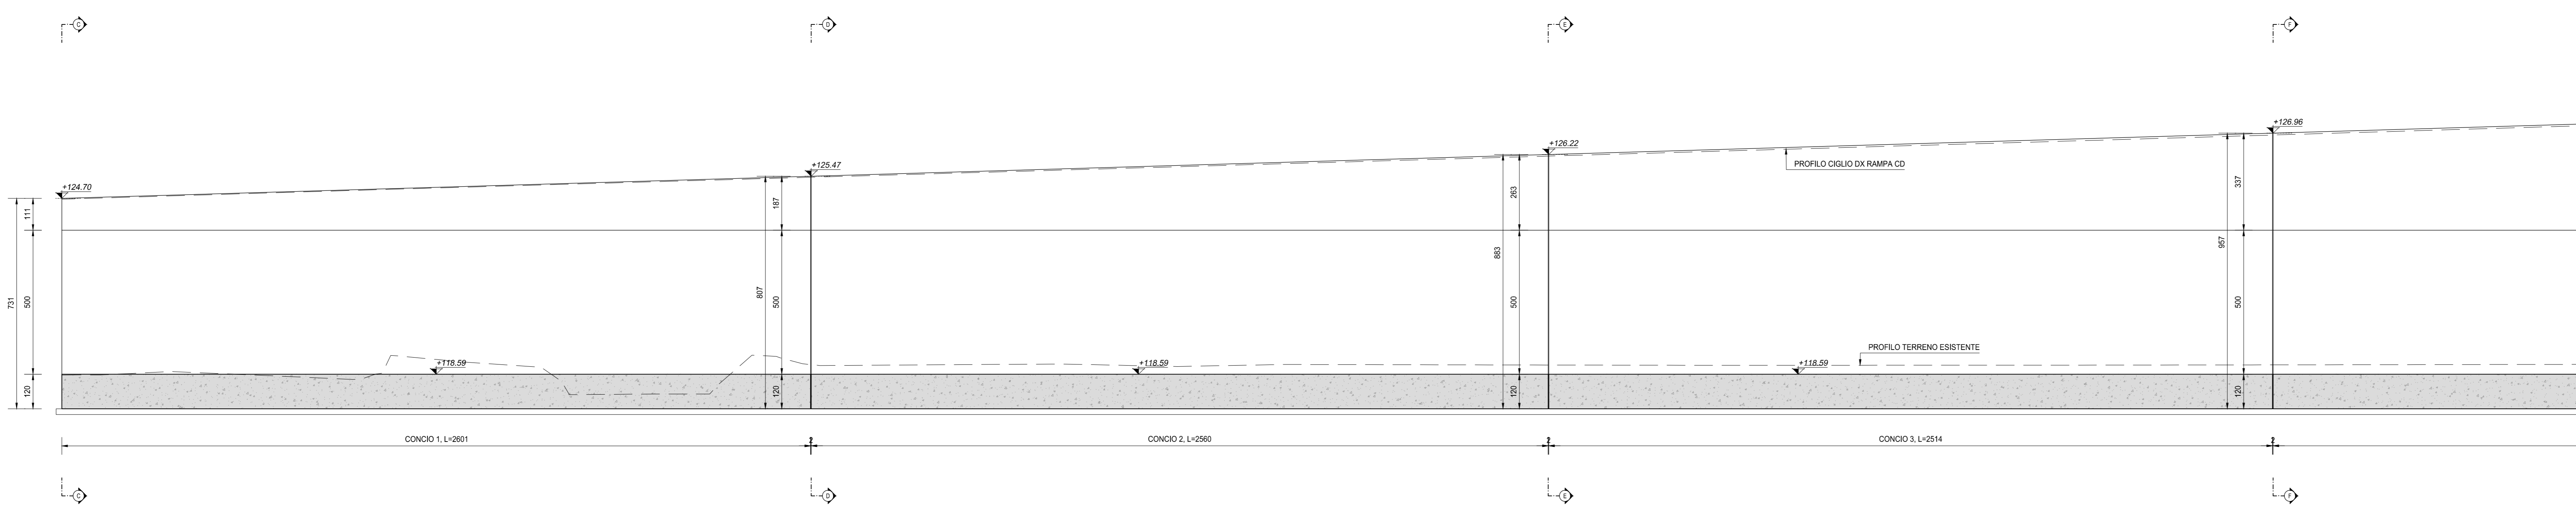 C
D
E
F
+124.70
+125.47
+126.22
+126.96
PROFILO CIGLIO DX RAMPA CD
731
111
500
120
807
187
500
120
883
263
500
120
957
337
500
120
PROFILO TERRENO ESISTENTE
+118.59
+118.59
+118.59
CONCIO 1, L=2601
2
CONCIO 2, L=2560
2
CONCIO 3, L=2514
2
C
D
E
F